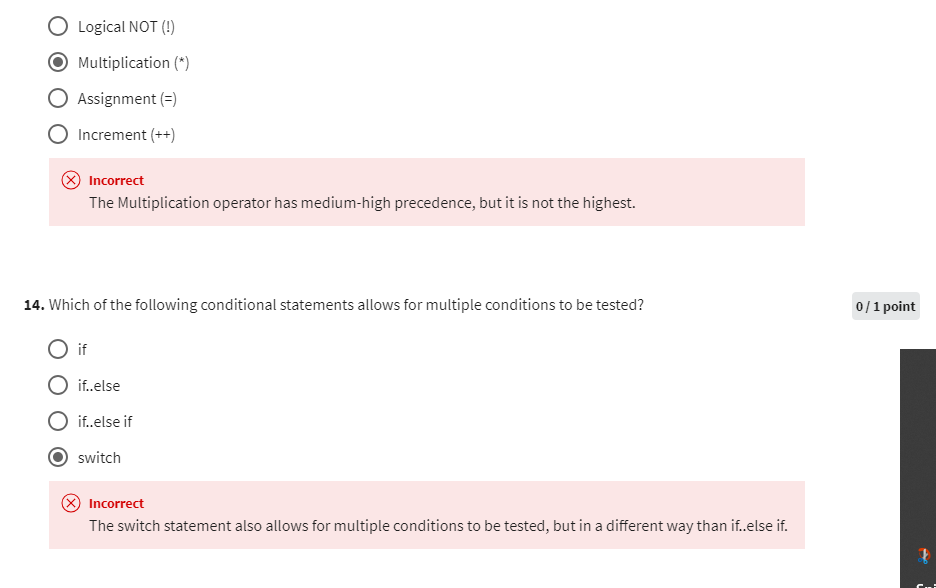 Logical NOT (!)
Multiplication (*)
Assignment (=)
Increment (++)
Incorrect
The Multiplication operator has medium-high precedence, but it is not the highest.
14. Which of the following conditional statements allows for multiple conditions to be tested?
0 / 1 point
if
if..else
if..else if
switch
Incorrect
The switch statement also allows for multiple conditions to be tested, but in a different way than if..else if.